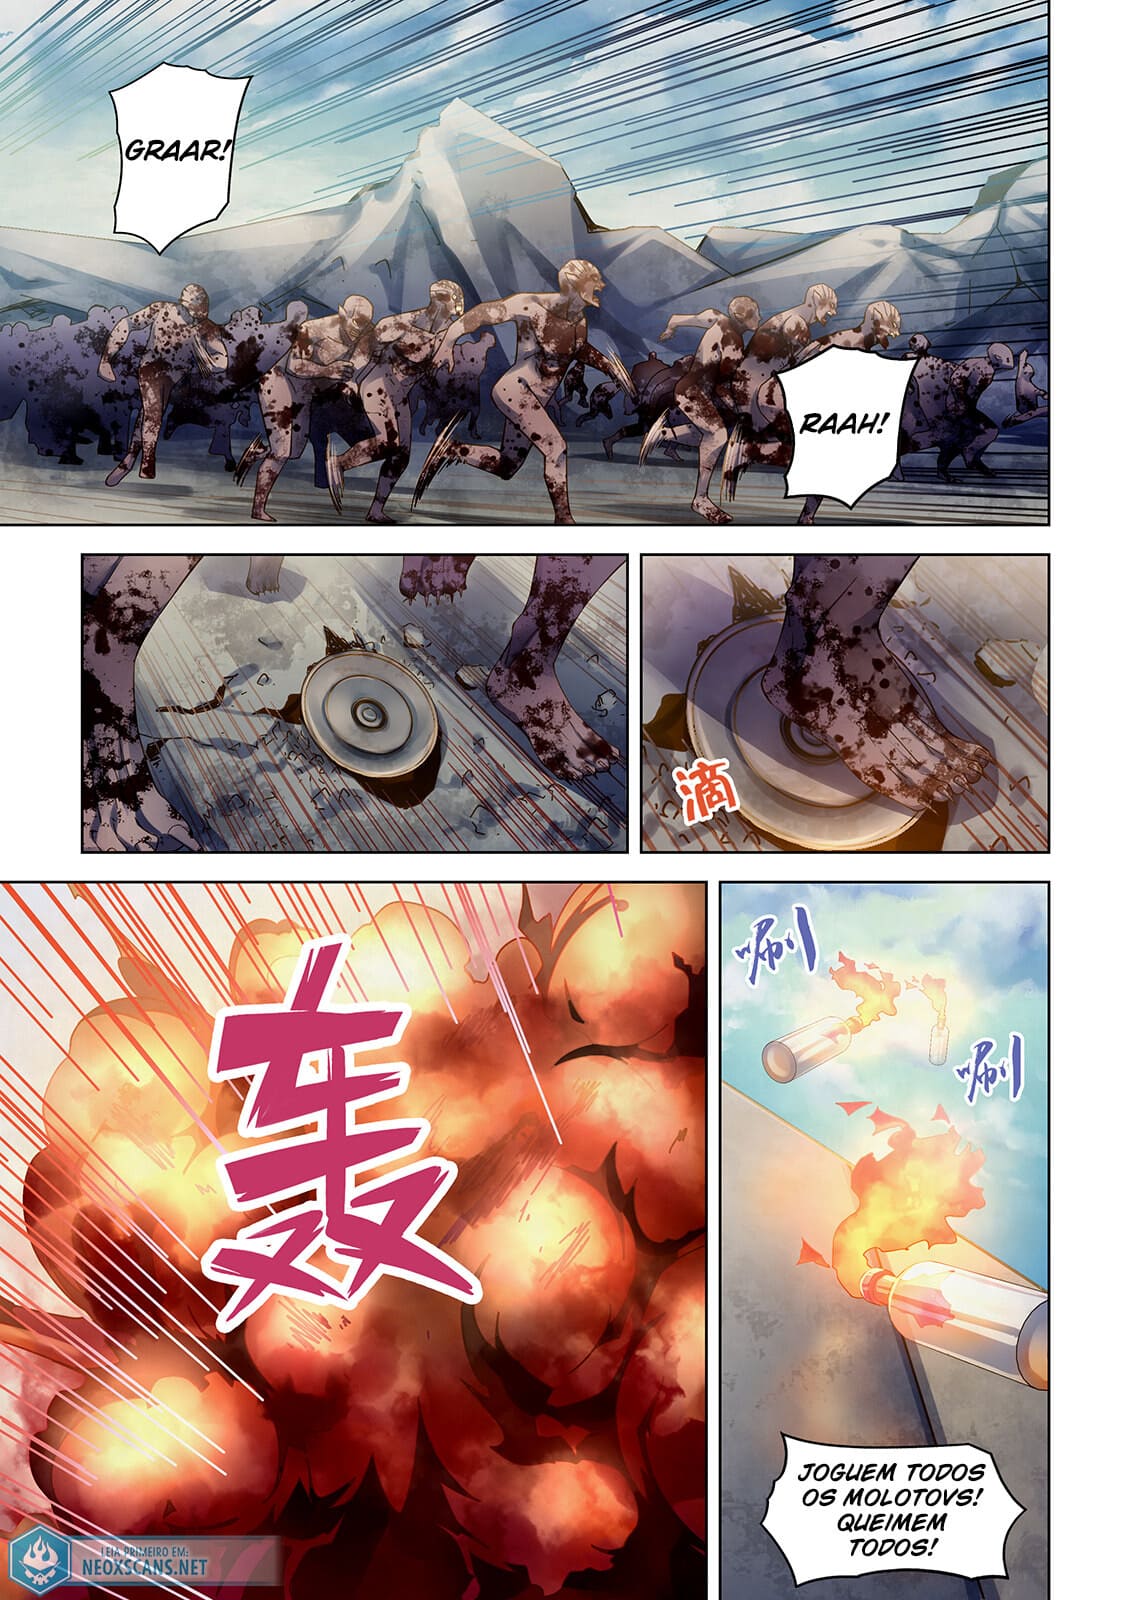 GRAAR!
RAAH!
滴
轰
唰
唰
JOGUEM TODOS
OS MOLOTOVS!
QUEIMEM
TODOS!
LEIA PRIMEIRO EM:
NEOXSCANS.NET